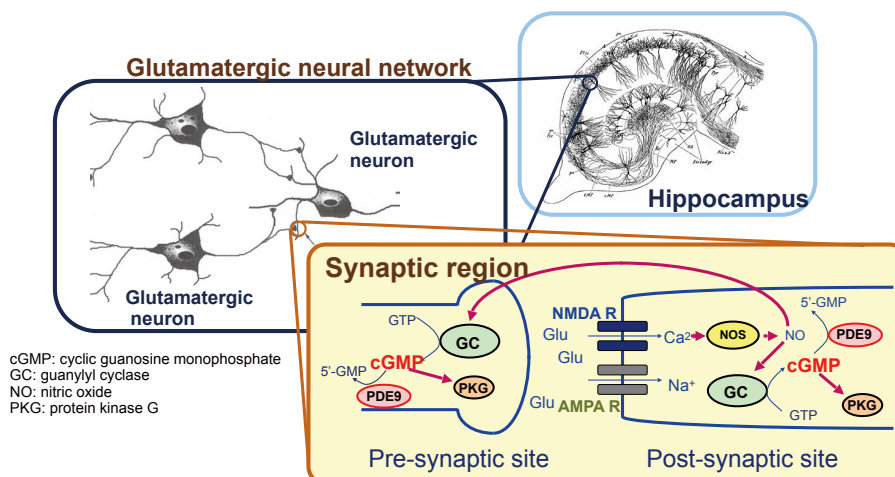 Glutamatergic neural network
Glutamatergic
neuron
Glutamatergic
neuron
Hippocampus
Synaptic region
GTP
GC
5'-GMP
cGMP
PKG
PDE9
Pre-synaptic site
NMDA R
Glu
Glu
Ca²
NOS
NO
5'-GMP
PDE9
cGMP
GC
GTP
PKG
Na⁺
Glu
AMPA R
Post-synaptic site
cGMP: cyclic guanosine monophosphate
GC: guanylyl cyclase
NO: nitric oxide
PKG: protein kinase G